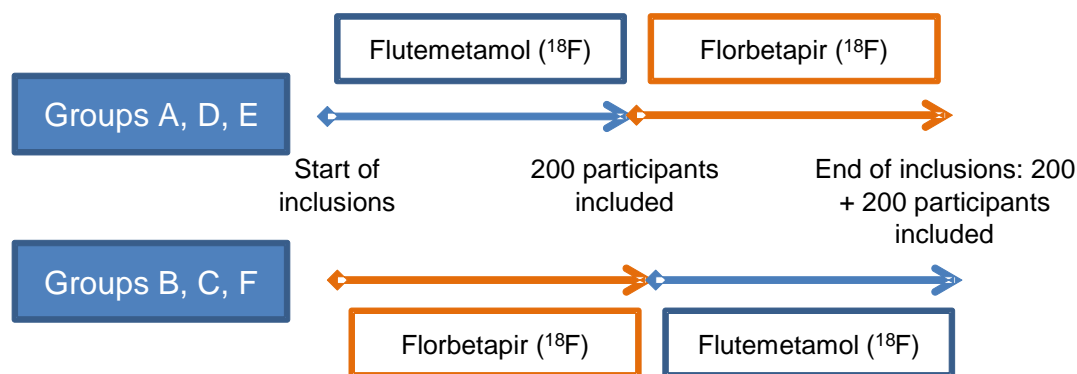 Flutemetamol (¹⁸F)
Florbetapir (¹⁸F)
Groups A, D, E
Start of
inclusions
200 participants
included
End of inclusions: 200
+ 200 participants
included
Groups B, C, F
Florbetapir (¹⁸F)
Flutemetamol (¹⁸F)